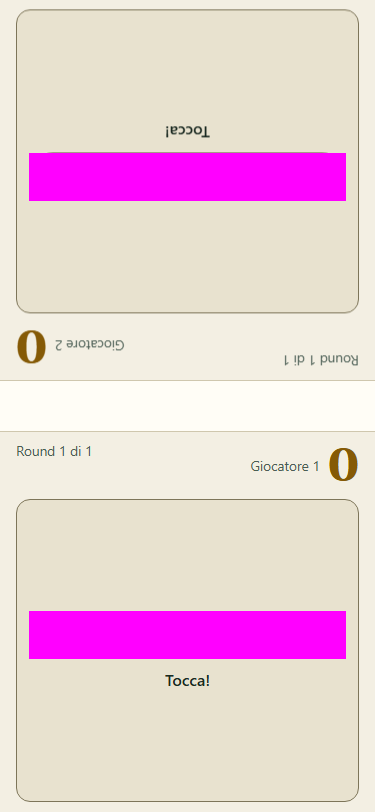 Tocca!
0 Giocatore 2
Round 1 di 1
Round 1 di 1
Giocatore 1 0
Tocca!